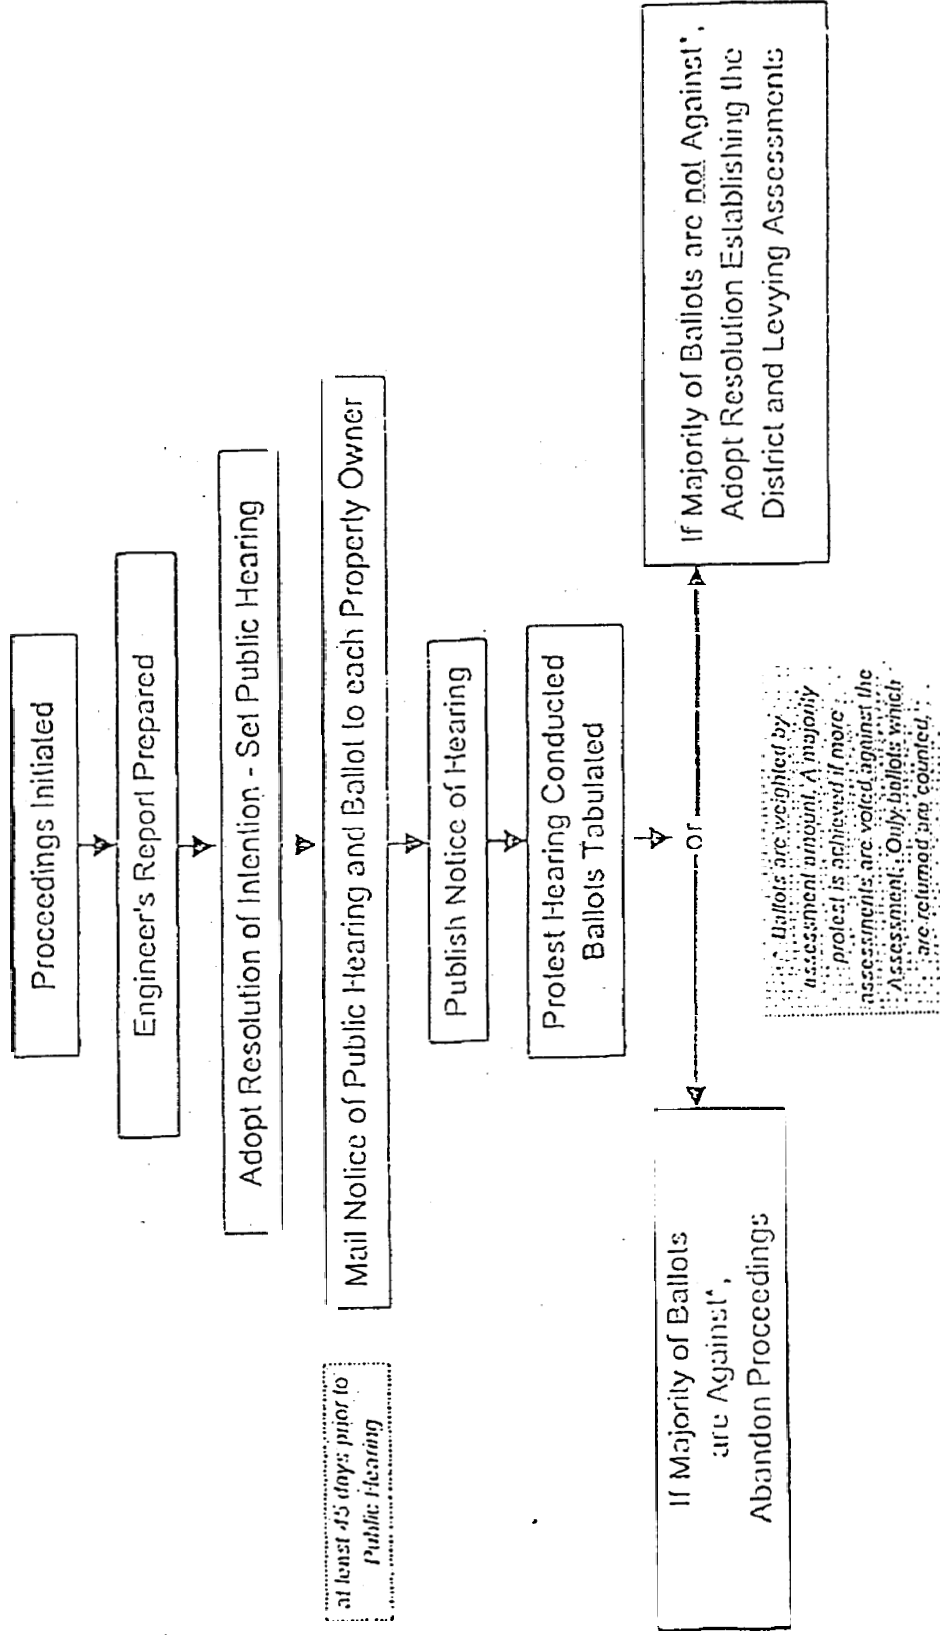 Proceedings Initiated
Engineer's Report Prepared
Adopt Resolution of Intention - Set Public Hearing
at least 45 days prior to
Public Hearing
Mail Notice of Public Hearing and Ballot to each Property Owner
Publish Notice of Hearing
Protest Hearing Conducted
Ballots Tabulated
or
If Majority of Ballots
are Against*,
Abandon Proceedings
If Majority of Ballots are not Against*,
Adopt Resolution Establishing the
District and Levying Assessments
* Ballots are weighted by
assessment amount. A majority
protest is achieved if more
assessments are voted against the
Assessment. Only ballots which
are returned are counted.